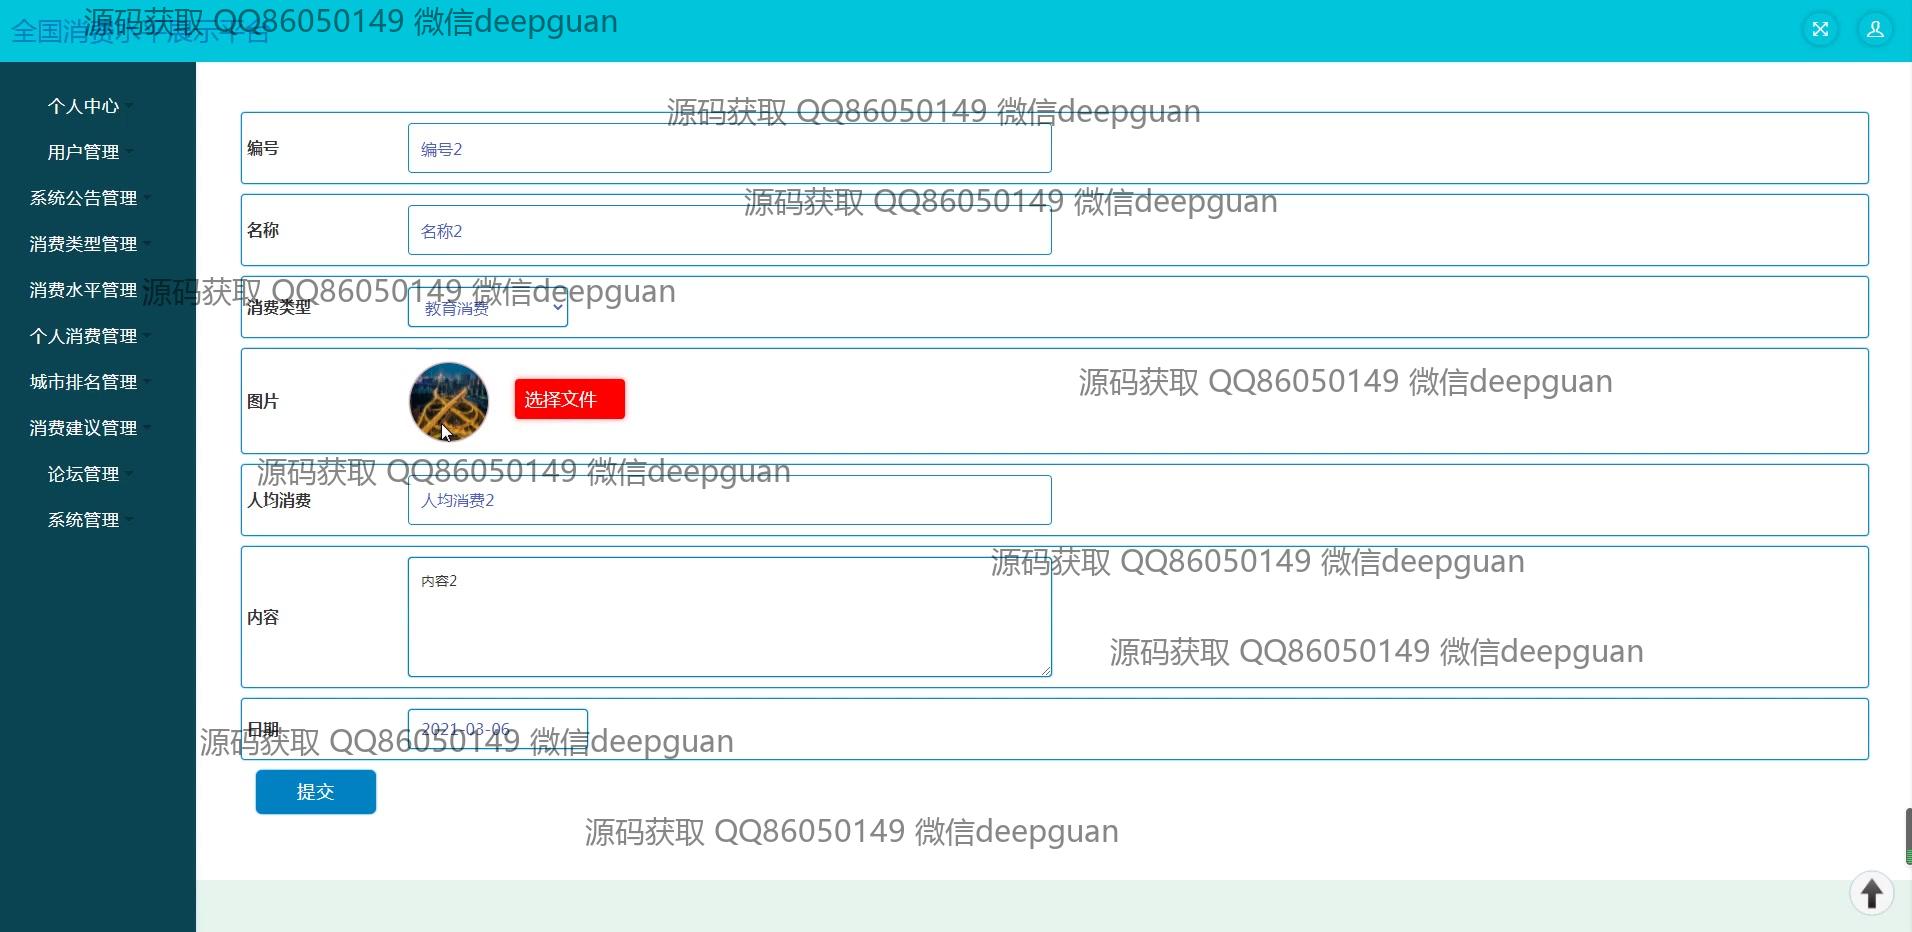 全国消费水平展示平台
源码获取 QQ86050149 微信deepguan
个人中心
用户管理
系统公告管理
消费类型管理
消费水平管理
个人消费管理
城市排名管理
消费建议管理
论坛管理
系统管理
源码获取 QQ86050149 微信deepguan
编号
编号2
源码获取 QQ86050149 微信deepguan
名称
名称2
源码获取 QQ86050149 微信deepguan
消费类型
教育消费
源码获取 QQ86050149 微信deepguan
图片
选择文件
源码获取 QQ86050149 微信deepguan
人均消费
人均消费2
源码获取 QQ86050149 微信deepguan
内容2
内容
源码获取 QQ86050149 微信deepguan
日期
2021-03-06
源码获取 QQ86050149 微信deepguan
提交
源码获取 QQ86050149 微信deepguan